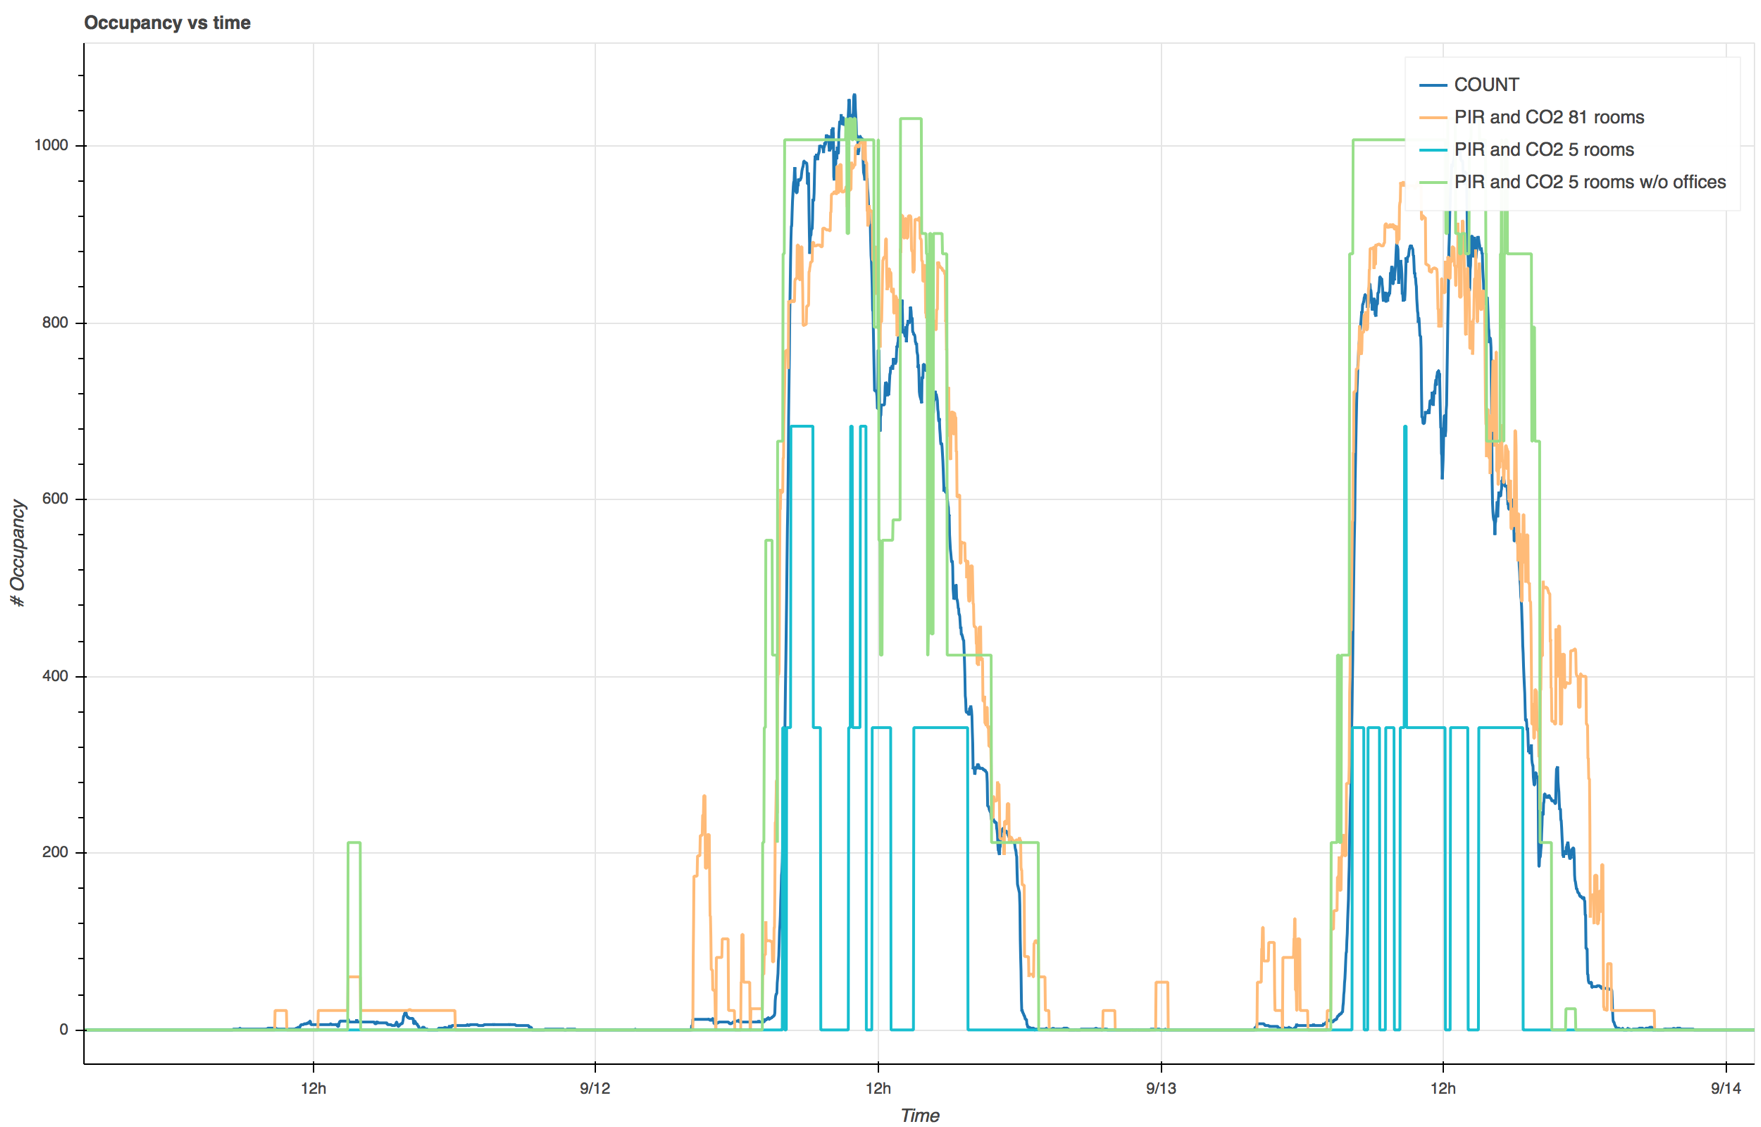 Occupancy vs time
COUNT
PIR and CO2 81 rooms
PIR and CO2 5 rooms
PIR and CO2 5 rooms w/o offices
1000
800
600
400
200
0
# Occupancy
12h
9/12
12h
9/13
12h
9/14
Time